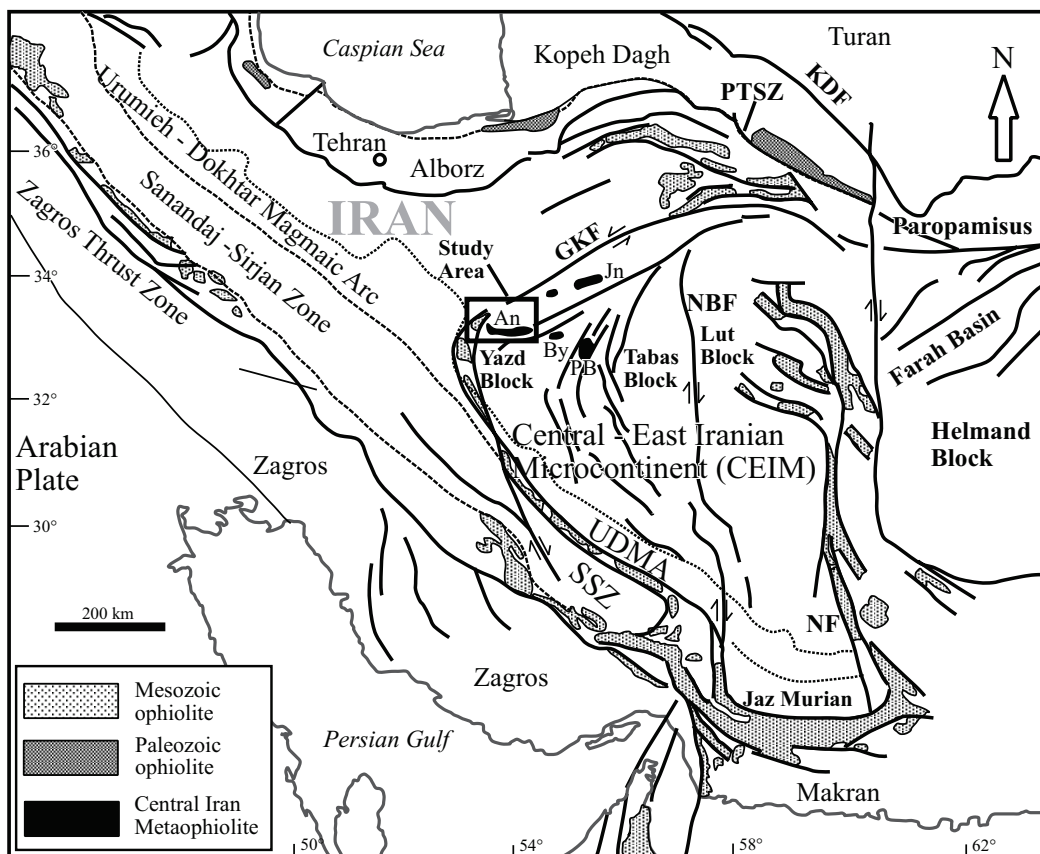 Caspian Sea
Kopeh Dagh
Turan
N
KDF
PTSZ
Tehran
Alborz
36°
34°
32°
30°
Urumieh - Dokhtar Magmaic Arc
Sanandaj -Sirjan Zone
Zagros Thrust Zone
IRAN
Study
Area
GKF
Paropamisus
Jn
An
By
PB
NBF
Yazd
Block
Tabas
Block
Lut
Block
Farah Basin
Central - East Iranian
Microcontinent (CEIM)
Helmand
Block
Arabian
Plate
Zagros
UDMA
SSZ
NF
200 km
Zagros
Jaz Murian
Persian Gulf
Makran
Mesozoic
ophiolite
Paleozoic
ophiolite
Central Iran
Metaophiolite
50°
54°
58°
62°